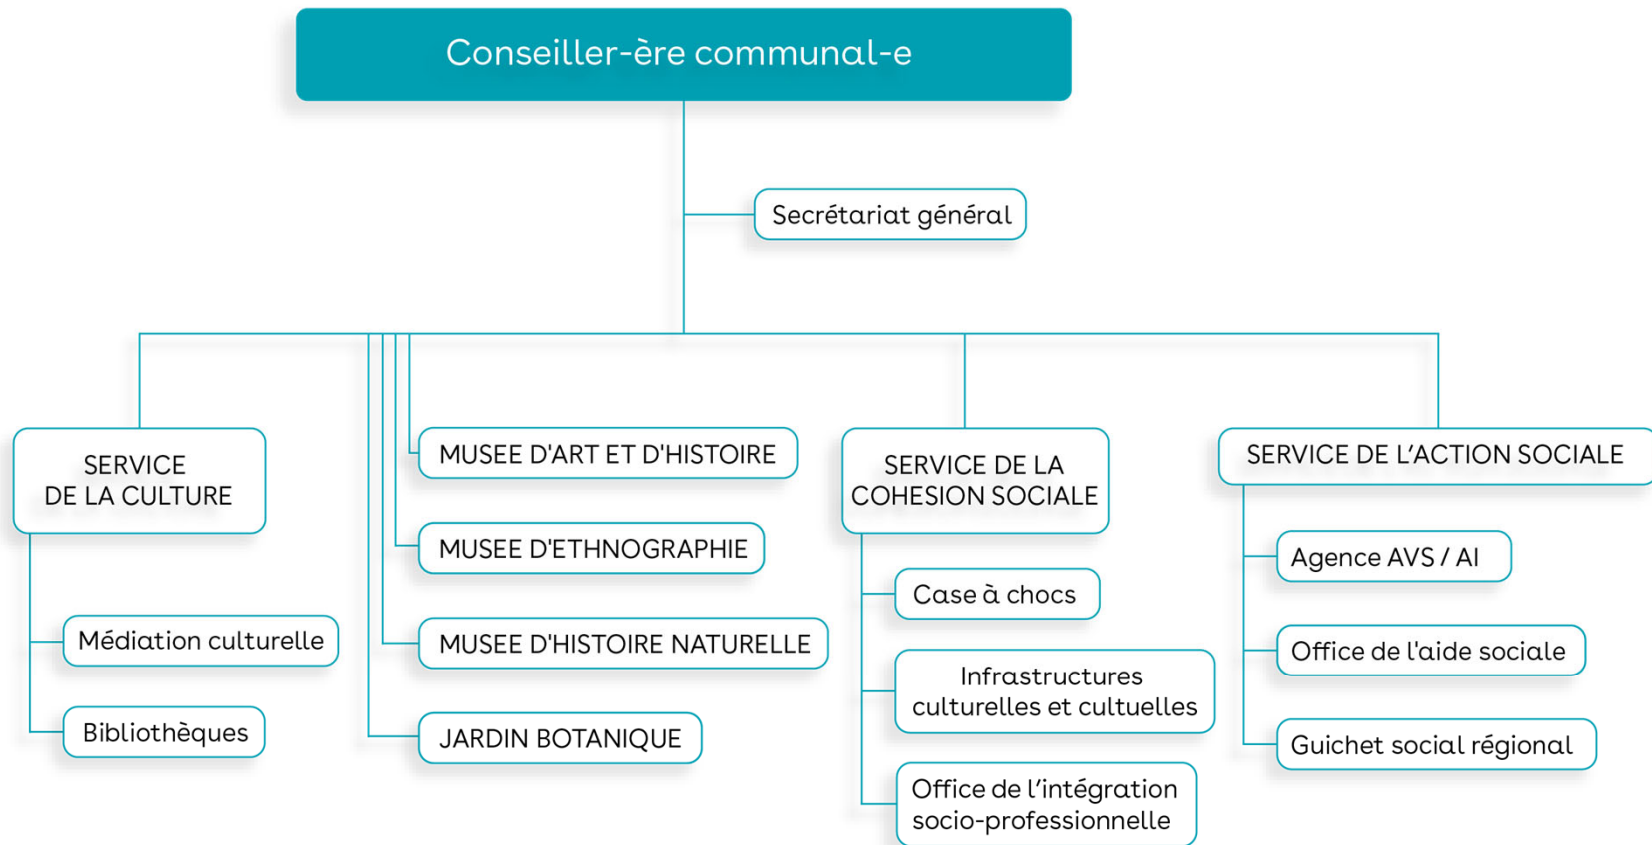 Conseiller-ère communal-e
Secrétariat général
SERVICE
DE LA CULTURE
Médiation culturelle
Bibliothèques
MUSEE D'ART ET D'HISTOIRE
MUSEE D'ETHNOGRAPHIE
MUSEE D'HISTOIRE NATURELLE
JARDIN BOTANIQUE
SERVICE DE LA
COHESION SOCIALE
Case à chocs
Infrastructures
culturelles et cultuelles
Office de l’intégration
socio-professionnelle
SERVICE DE L’ACTION SOCIALE
Agence AVS / AI
Office de l'aide sociale
Guichet social régional